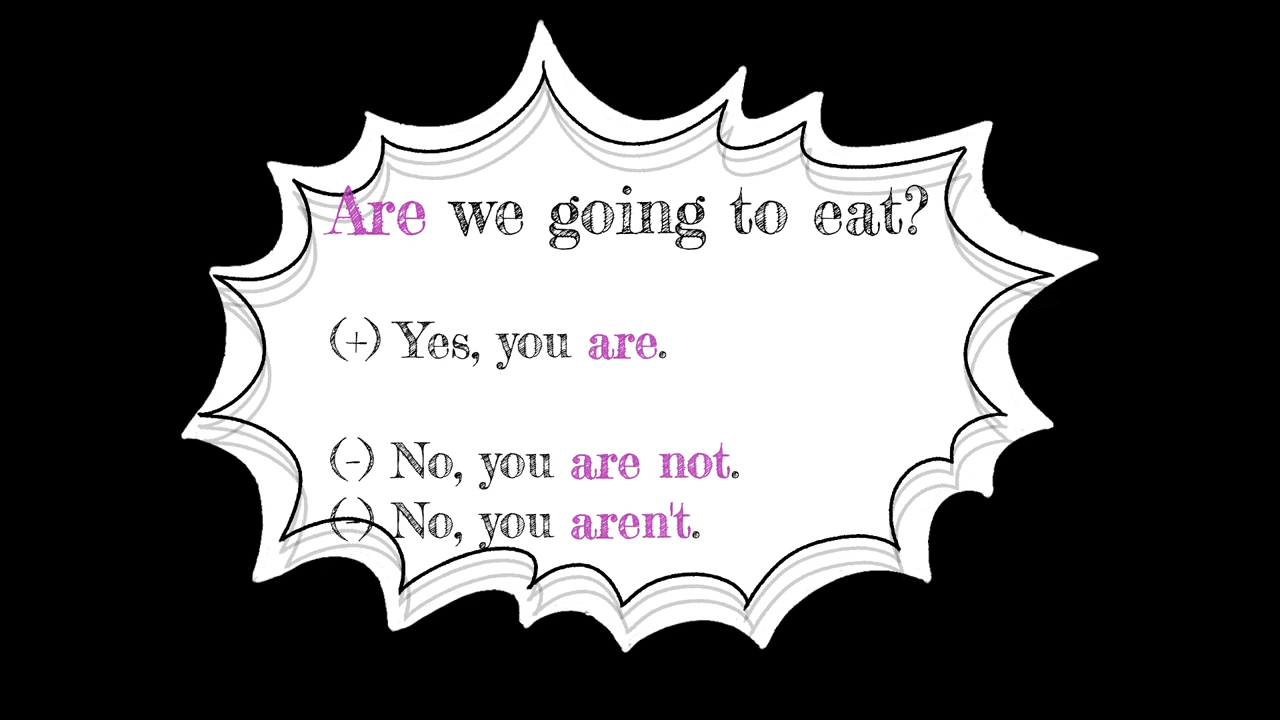 Are we going to eat?
(+) Yes, you are.
(-) No, you are not.
(-) No, you aren't.